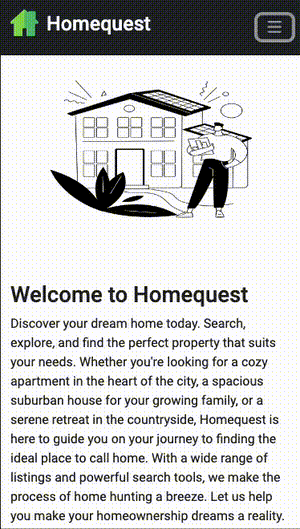 Homequest
Welcome to Homequest
Discover your dream home today. Search,
explore, and find the perfect property that suits
your needs. Whether you're looking for a cozy
apartment in the heart of the city, a spacious
suburban house for your growing family, or a
serene retreat in the countryside, Homequest is
here to guide you on your journey to finding the
ideal place to call home. With a wide range of
listings and powerful search tools, we make the
process of home hunting a breeze. Let us help
you make your homeownership dreams a reality.